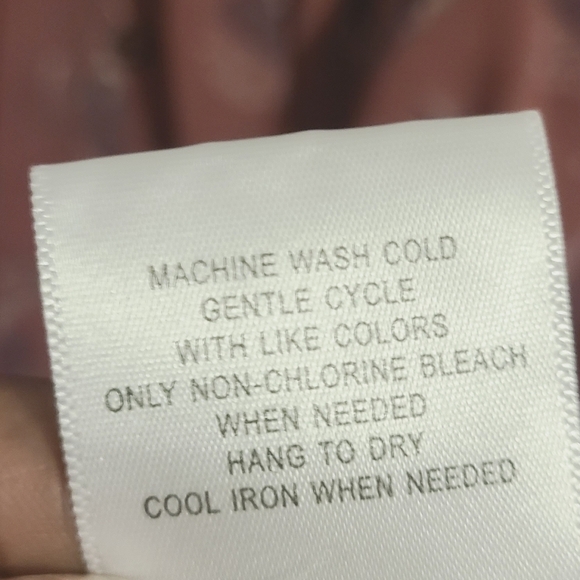 MACHINE WASH COLD
GENTLE CYCLE
WITH LIKE COLORS
ONLY NON-CHLORINE BLEACH
WHEN NEEDED
HANG TO DRY
COOL IRON WHEN NEEDED